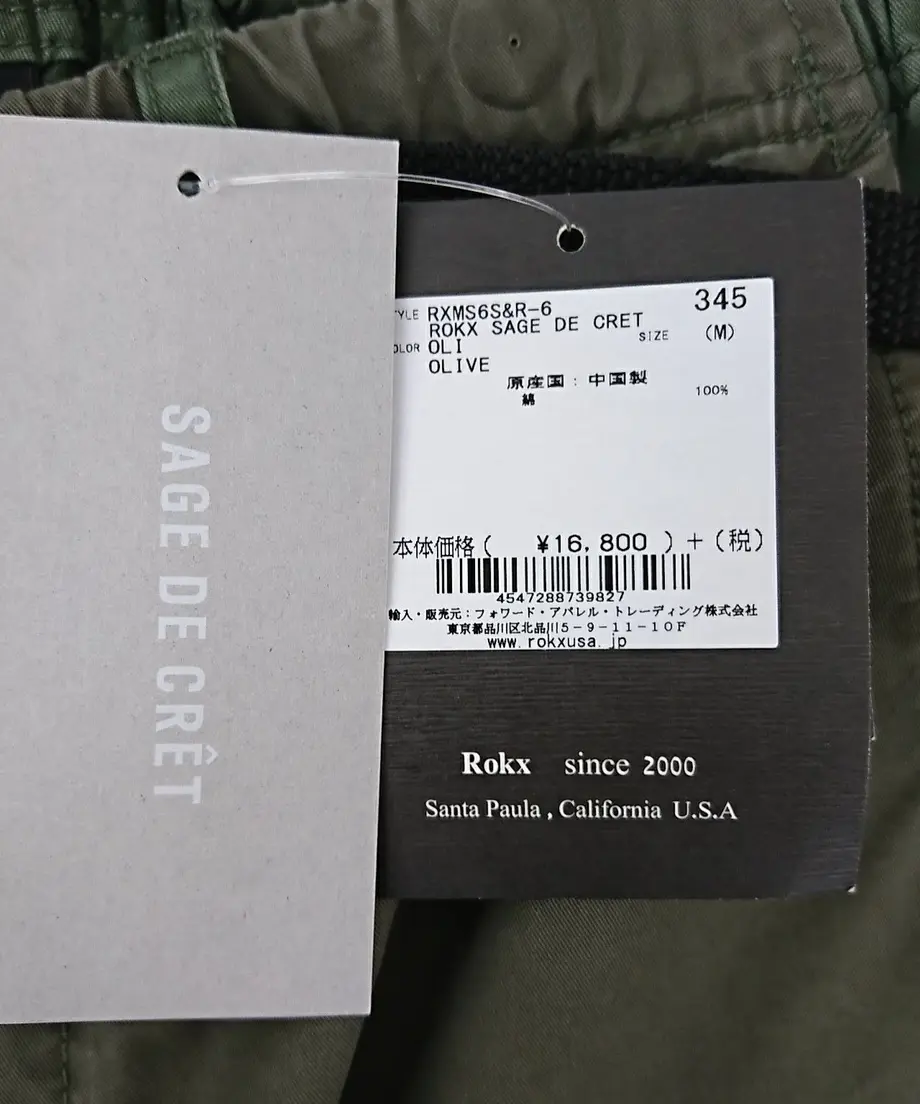 SAGE DE CRÊT
345
RXMS6S&R-6
ROKX SAGE DE CRET
SIZE (M)
OLI
OLIVE
原産国：中国製
綿 100%
本体価格( ¥16,800 )+(税)
4547288739827
輸入・販売元：フォワード・アパレル・トレーディング株式会社
東京都品川区北品川5-9-11-10F
www.rokxusa.jp
Rokx since 2000
Santa Paula , California U.S.A